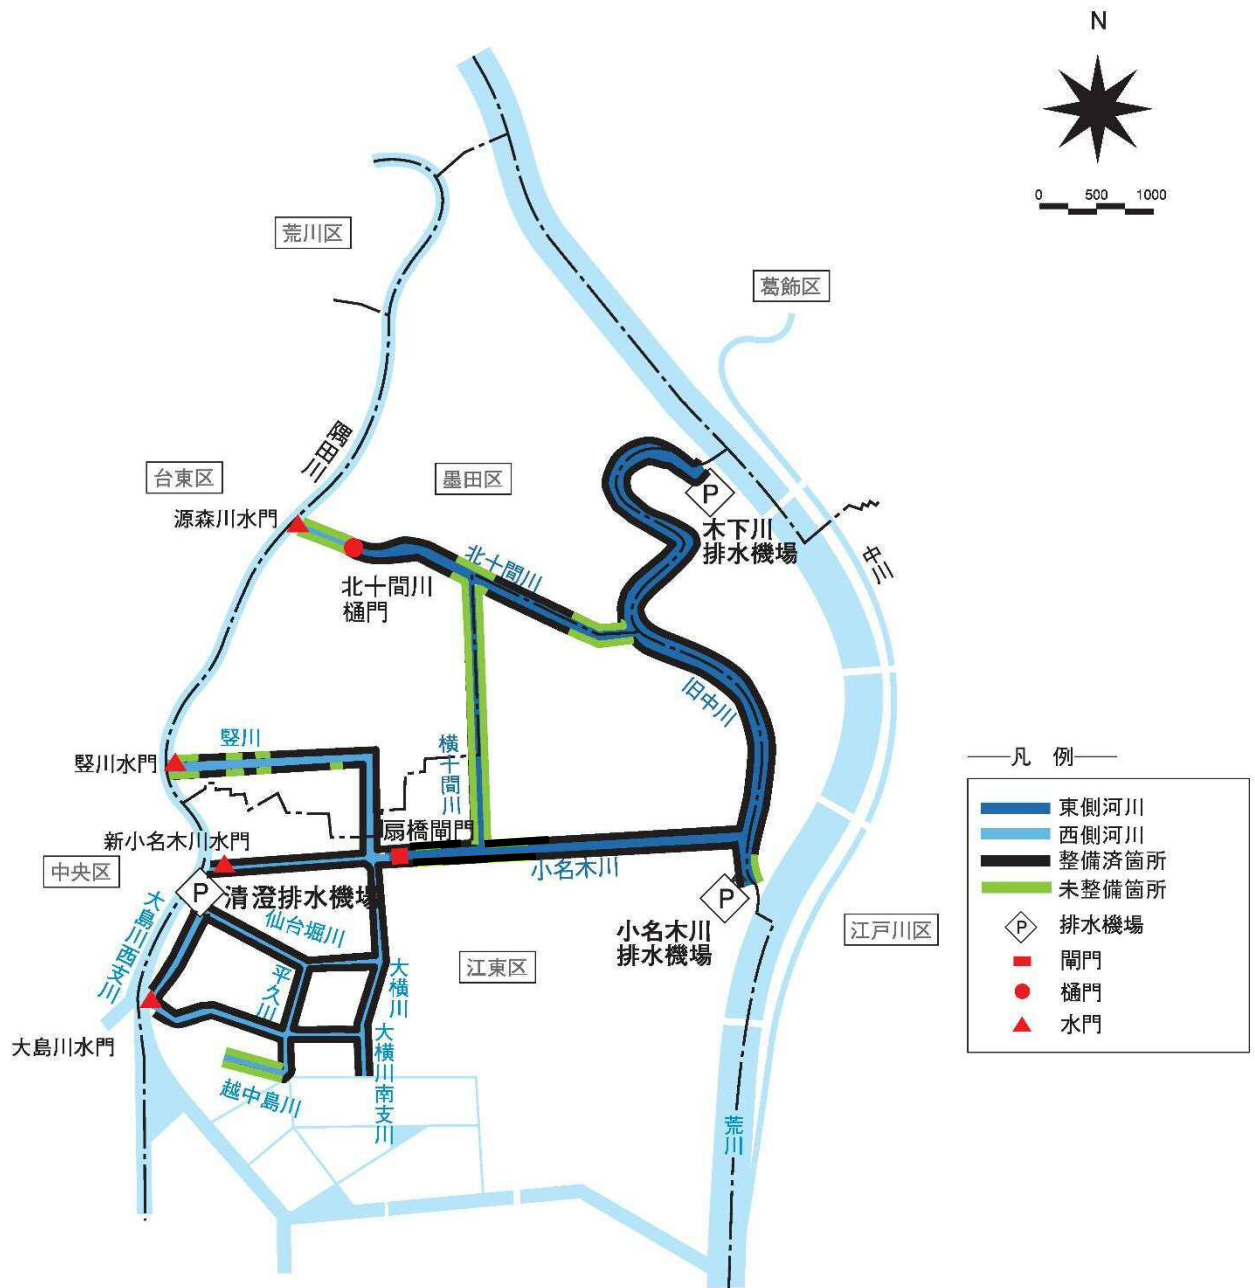 N
0 500 1000
荒川区
葛飾区
隅田川
台東区
墨田区
源森川水門
P
木下川
排水機場
北十間川
中川
北十間川
樋門
旧中川
竪川
竪川水門
横十間川
凡 例
東側河川
西側河川
整備済箇所
未整備箇所
P 排水機場
閘門
樋門
水門
扇橋閘門
新小名木川水門
小名木川
中央区
P
清澄排水機場
P
小名木川
排水機場
江戸川区
仙台堀川
大島川西支川
平久川
大横川
江東区
大島川水門
大横川南支川
越中島川
荒川